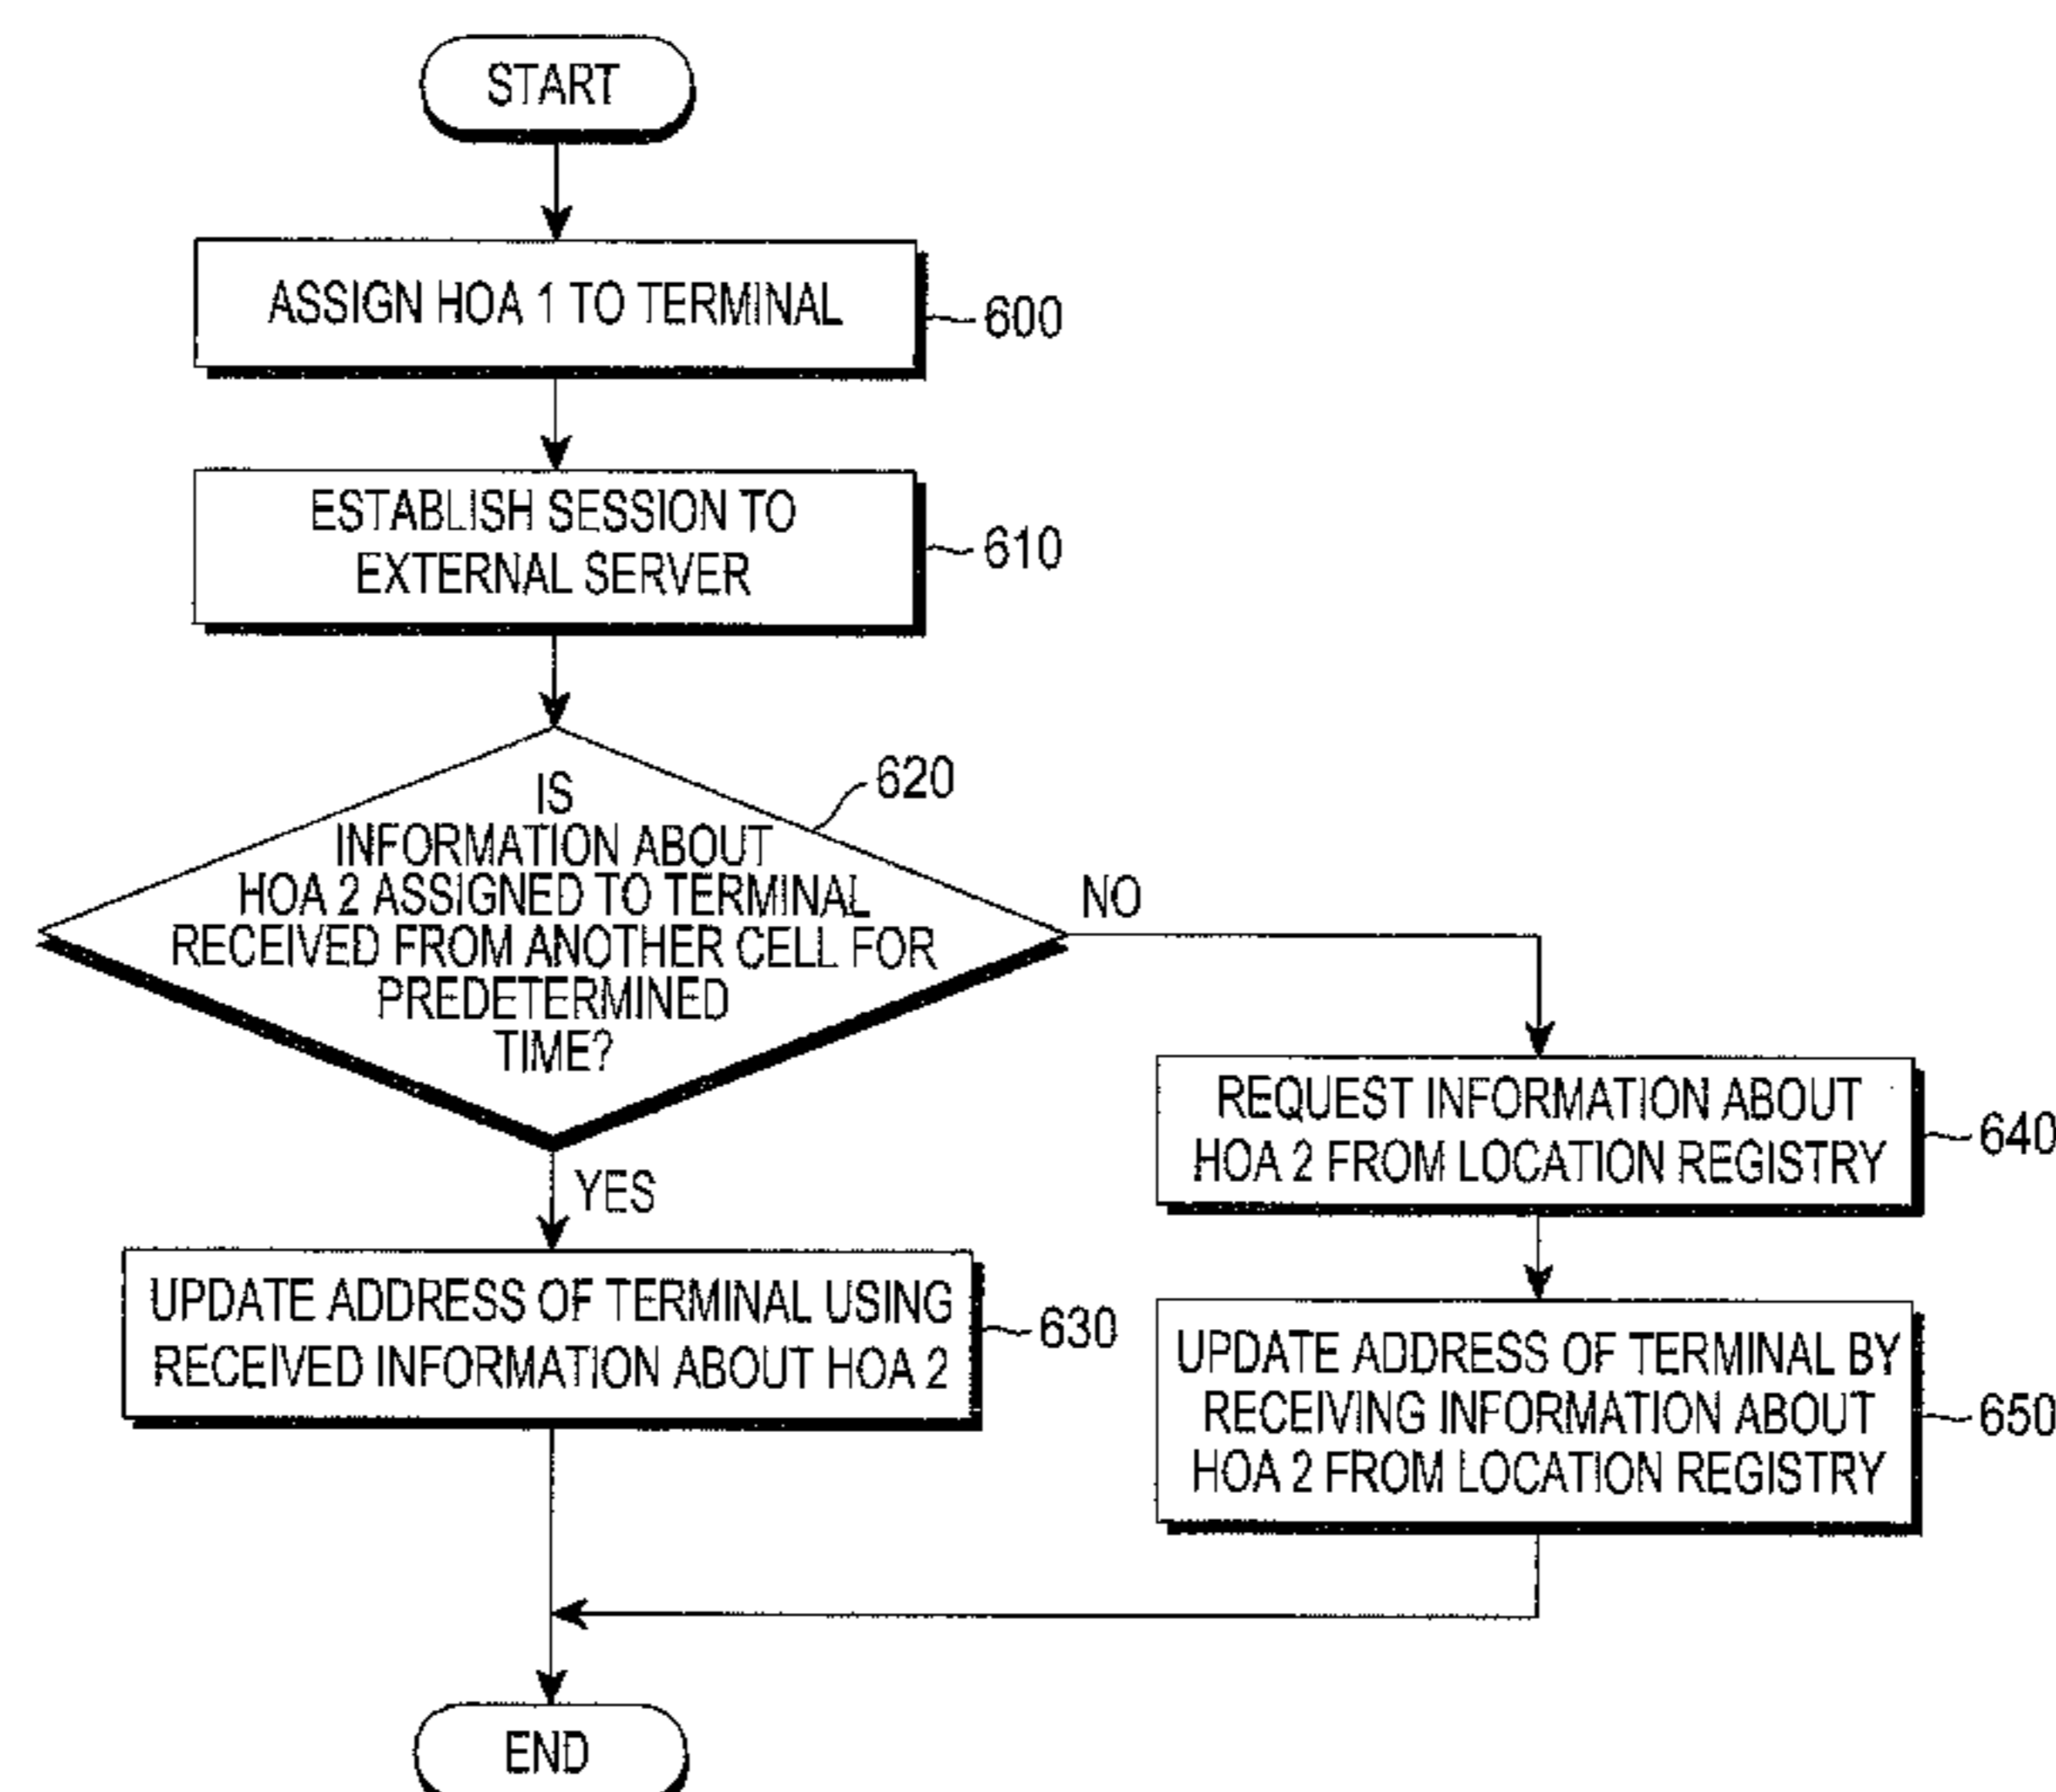 START
ASSIGN HOA 1 TO TERMINAL
600
ESTABLISH SESSION TO
EXTERNAL SERVER
610
IS
INFORMATION ABOUT
HOA 2 ASSIGNED TO TERMINAL
RECEIVED FROM ANOTHER CELL FOR
PREDETERMINED
TIME?
620
NO
YES
UPDATE ADDRESS OF TERMINAL USING
RECEIVED INFORMATION ABOUT HOA 2
630
REQUEST INFORMATION ABOUT
HOA 2 FROM LOCATION REGISTRY
640
UPDATE ADDRESS OF TERMINAL BY
RECEIVING INFORMATION ABOUT
HOA 2 FROM LOCATION REGISTRY
650
END